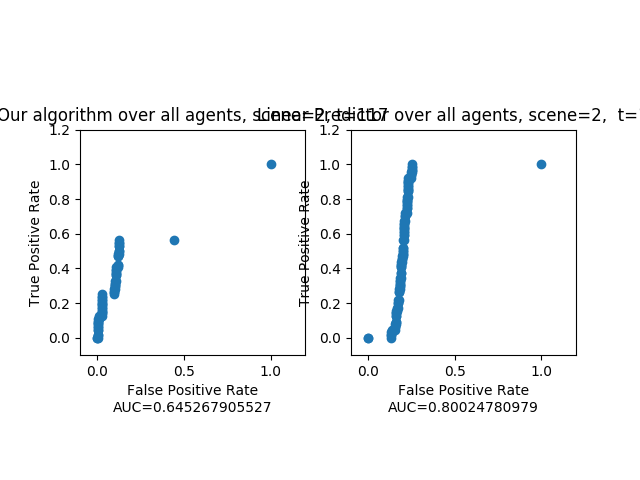 Our algorithm over all agents, scene=2, t=117
Linear Predictor over all agents, scene=2, t=
1.2
1.0
0.8
0.6
0.4
0.2
0.0
True Positive Rate
0.0 0.5 1.0
False Positive Rate
AUC=0.645267905527
1.2
1.0
0.8
0.6
0.4
0.2
0.0
True Positive Rate
0.0 0.5 1.0
False Positive Rate
AUC=0.80024780979